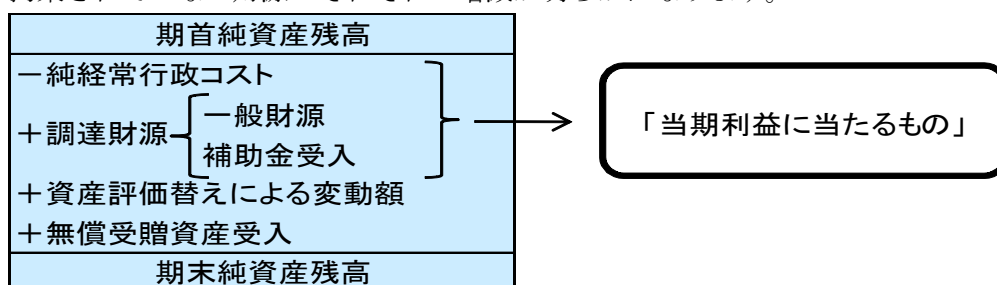 期首純資産残高
－純経常行政コスト
＋調達財源
一般財源
補助金受入
＋資産評価替えによる変動額
＋無償受贈資産受入
期末純資産残高
「当期利益に当たるもの」